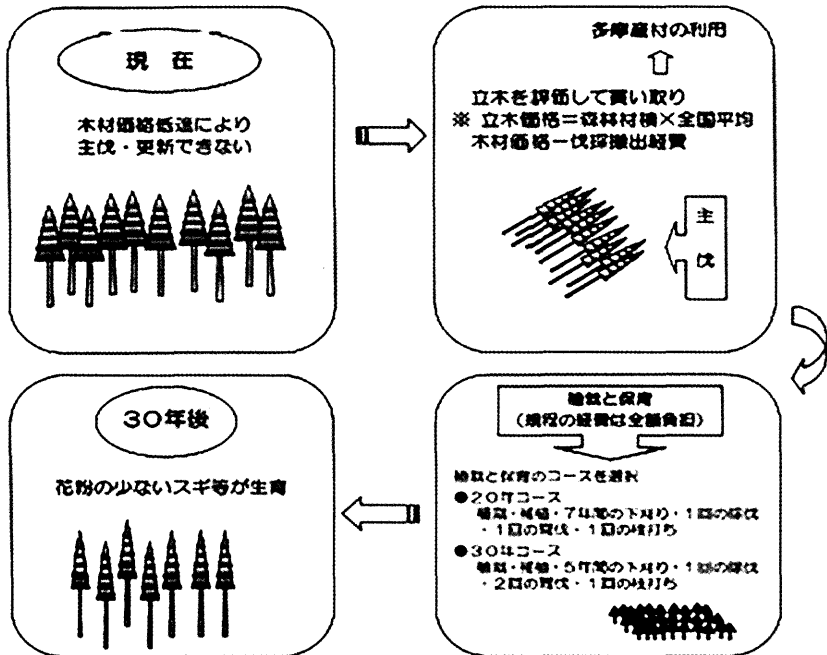 現在
木材価格低迷により
主伐・更新できない
多摩産材の利用
立木を評価して買い取り
※ 立木価格＝森林材積×全国平均
木材価格－伐採搬出経費
主伐
植栽と保育
(規程の経費は全額負担)
植栽と保育のコースを選択
●20年コース
植栽・補植・7年間の下刈り・1回の除伐
・1回の間伐・1回の枝打ち
●30年コース
植栽・補植・5年間の下刈り・1回の除伐
・2回の間伐・1回の枝打ち
30年後
花粉の少ないスギ等が生育